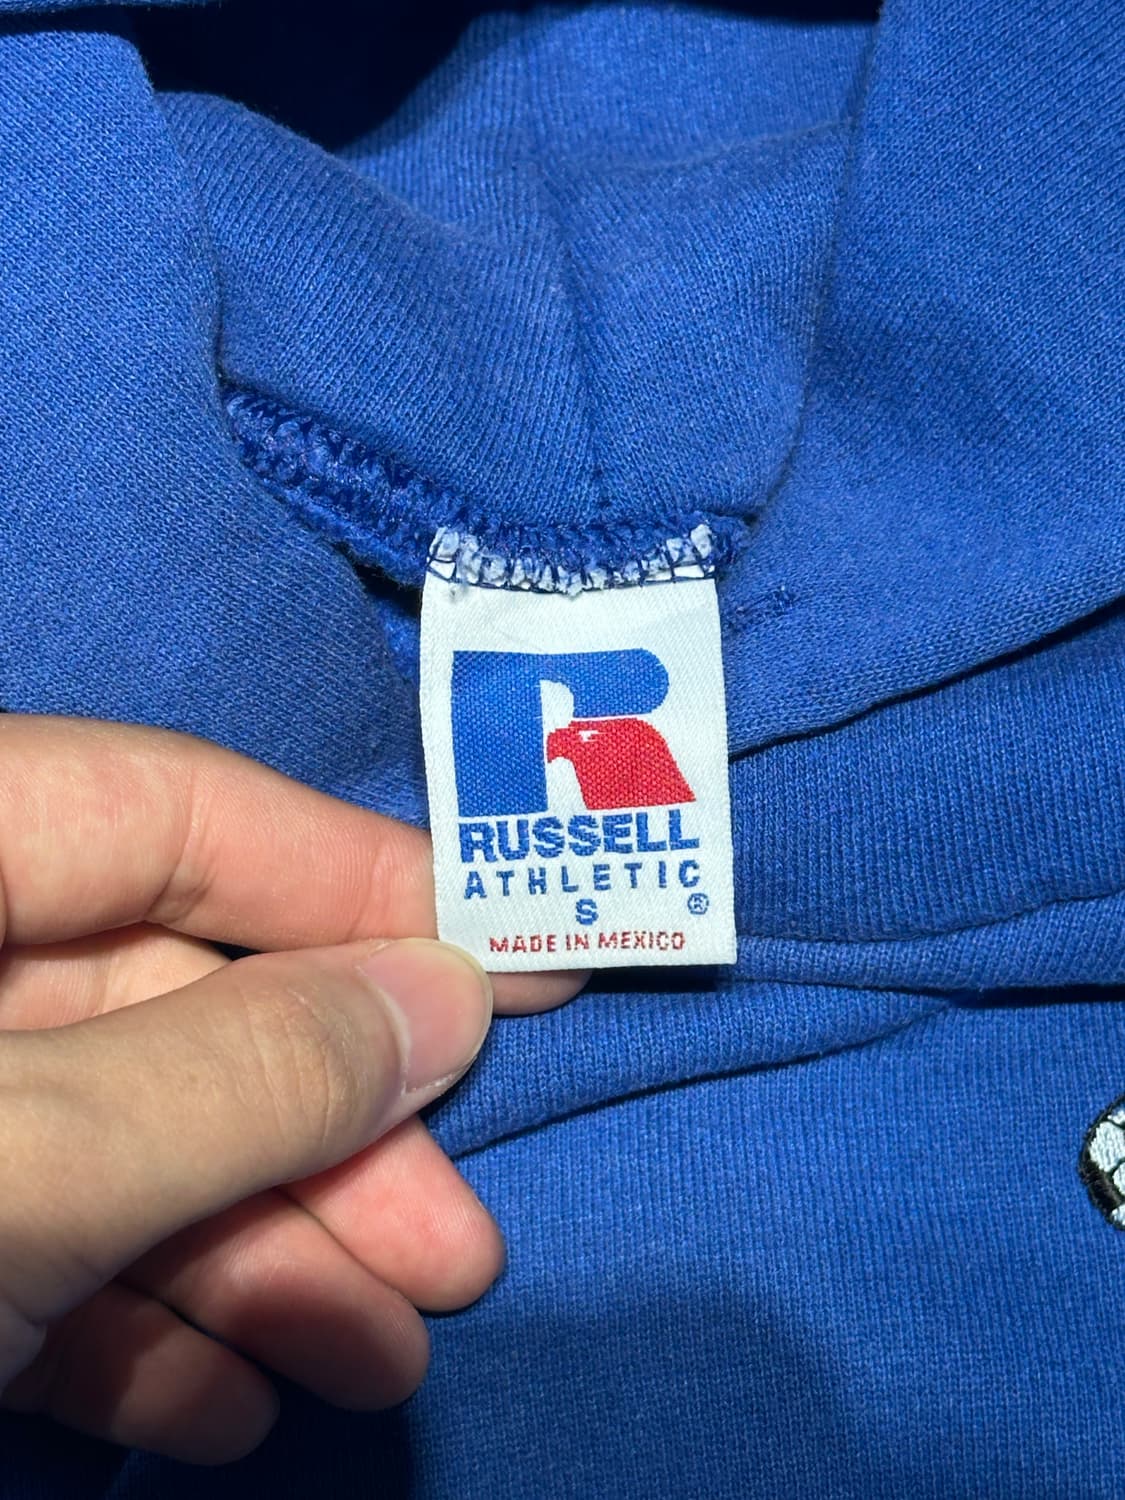 R
RUSSELL
ATHLETIC
S ®
MADE IN MEXICO